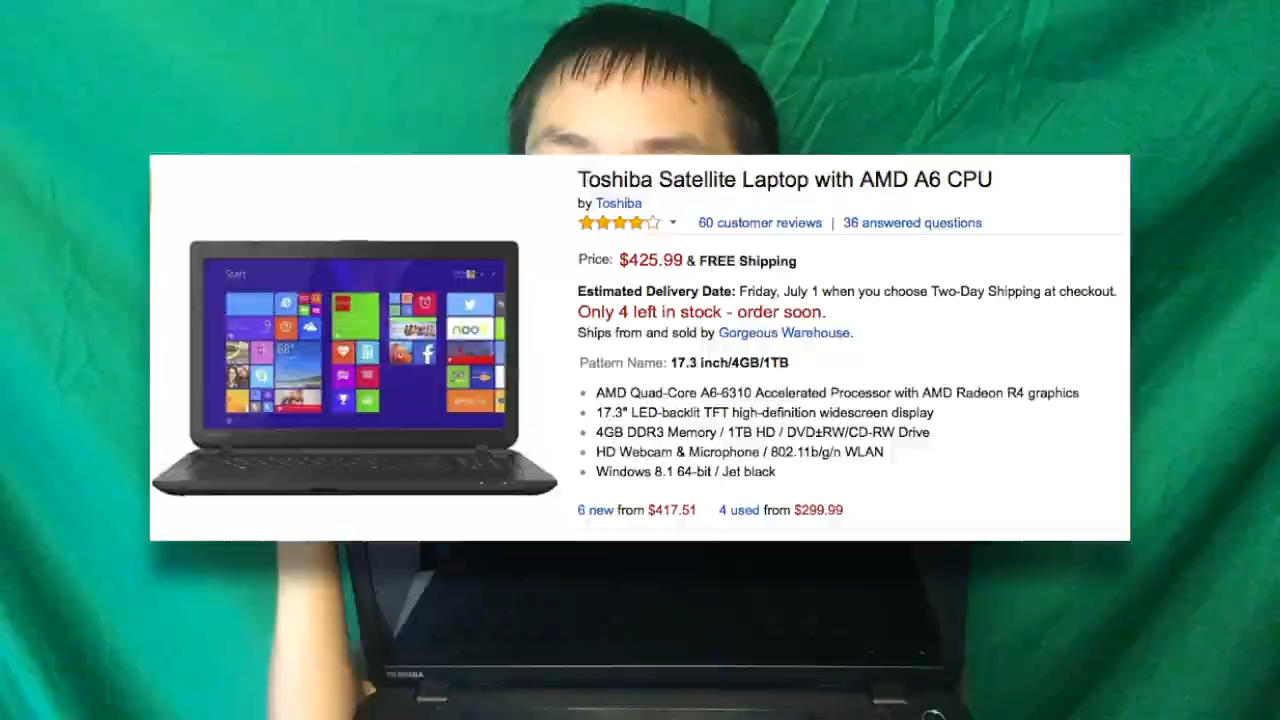 Toshiba Satellite Laptop with AMD A6 CPU
by Toshiba
60 customer reviews | 36 answered questions
Price: $425.99 & FREE Shipping
Estimated Delivery Date: Friday, July 1 when you choose Two-Day Shipping at checkout.
Only 4 left in stock - order soon.
Ships from and sold by Gorgeous Warehouse.
Pattern Name: 17.3 inch/4GB/1TB
• AMD Quad-Core A6-6310 Accelerated Processor with AMD Radeon R4 graphics
• 17.3" LED-backlit TFT high-definition widescreen display
• 4GB DDR3 Memory / 1TB HD / DVD±RW/CD-RW Drive
• HD Webcam & Microphone / 802.11b/g/n WLAN
• Windows 8.1 64-bit / Jet black
6 new from $417.51 4 used from $299.99
Start
9
68°
noo
TOSHIBA